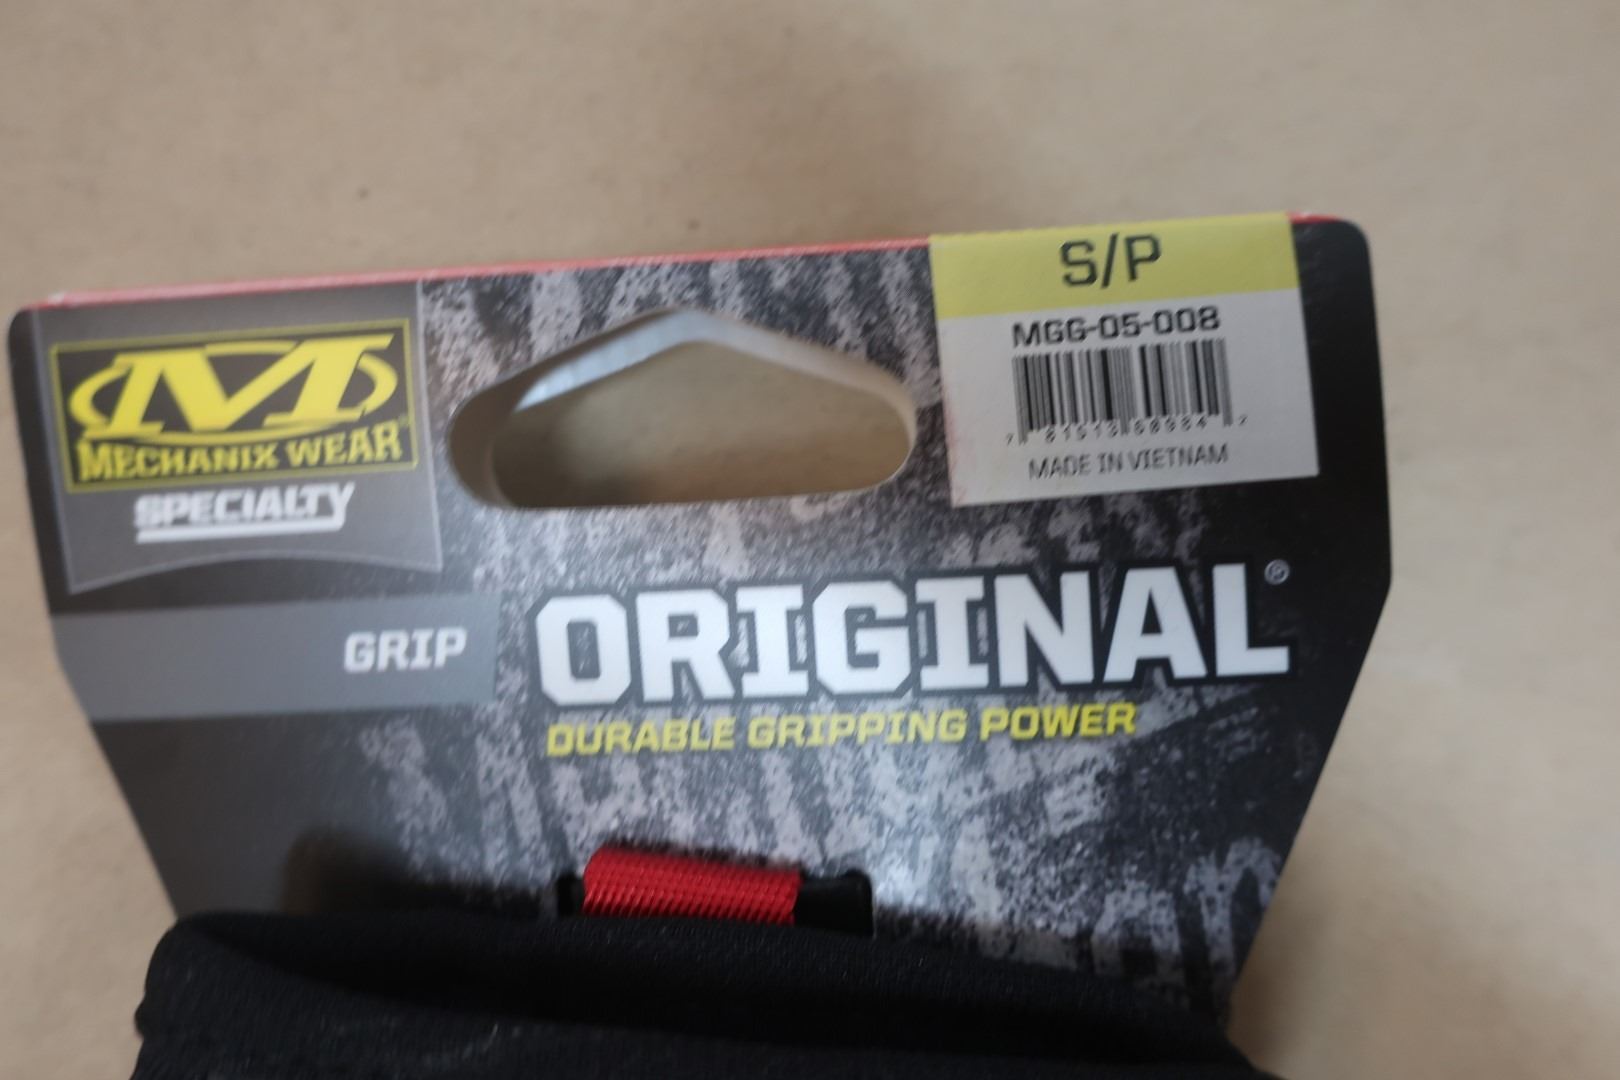 S/P
MGG-05-008
MADE IN VIETNAM
M
MECHANIX WEAR®
SPECIALTY
GRIP
ORIGINAL®
DURABLE GRIPPING POWER